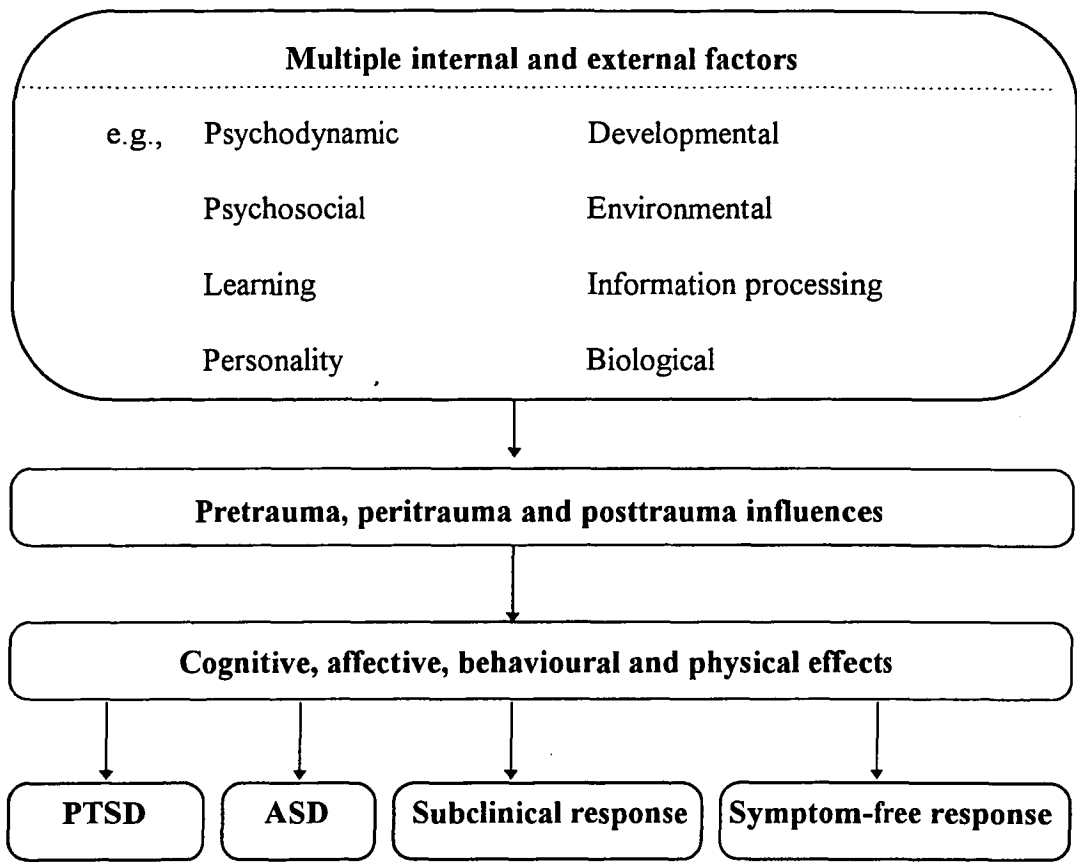 Multiple internal and external factors
e.g., Psychodynamic Developmental
Psychosocial Environmental
Learning Information processing
Personality Biological
Pretrauma, peritrauma and posttrauma influences
Cognitive, affective, behavioural and physical effects
PTSD ASD Subclinical response Symptom-free response